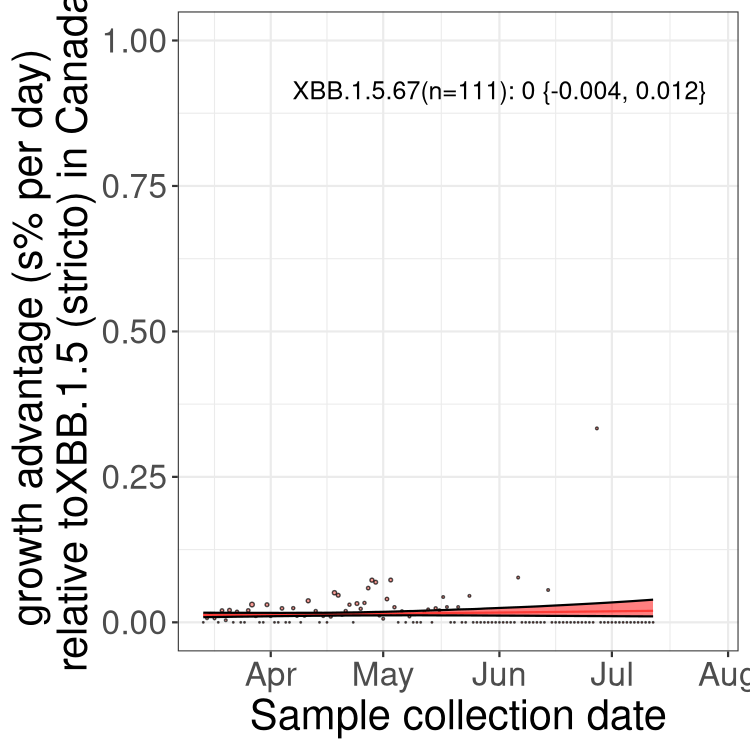 growth advantage (s% per day)
relative toXBB.1.5 (stricto) in Canada
1.00
0.75
0.50
0.25
0.00
XBB.1.5.67(n=111): 0 {-0.004, 0.012}
Apr May Jun Jul Aug
Sample collection date